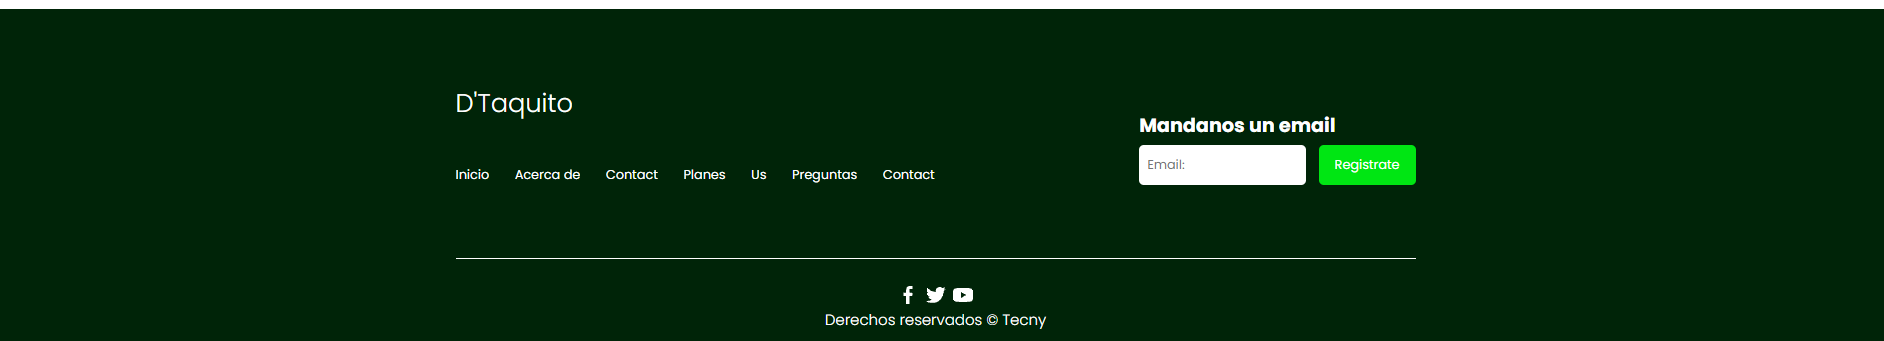 D'Taquito
Mandanos un email
Inicio Acerca de Contact Planes Us Preguntas Contact
Email: Registrate
Derechos reservados © Tecny